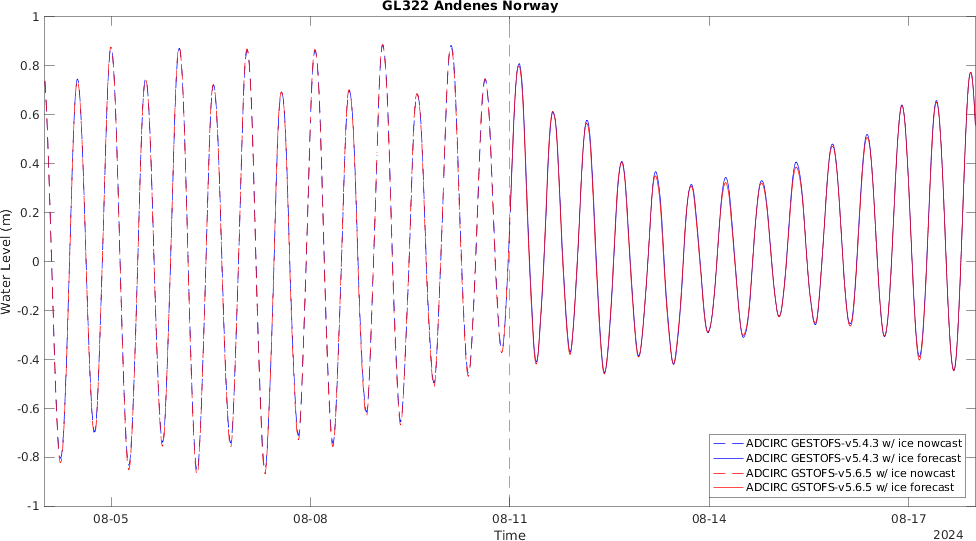 GL322 Andenes Norway
Water Level (m)
1
0.8
0.6
0.4
0.2
0
-0.2
-0.4
-0.6
-0.8
-1
ADCIRC GESTOFS-v5.4.3 w/ ice nowcast
ADCIRC GESTOFS-v5.4.3 w/ ice forecast
ADCIRC GSTOFS-v5.6.5 w/ ice nowcast
ADCIRC GSTOFS-v5.6.5 w/ ice forecast
08-05 08-08 08-11 08-14 08-17
Time
2024